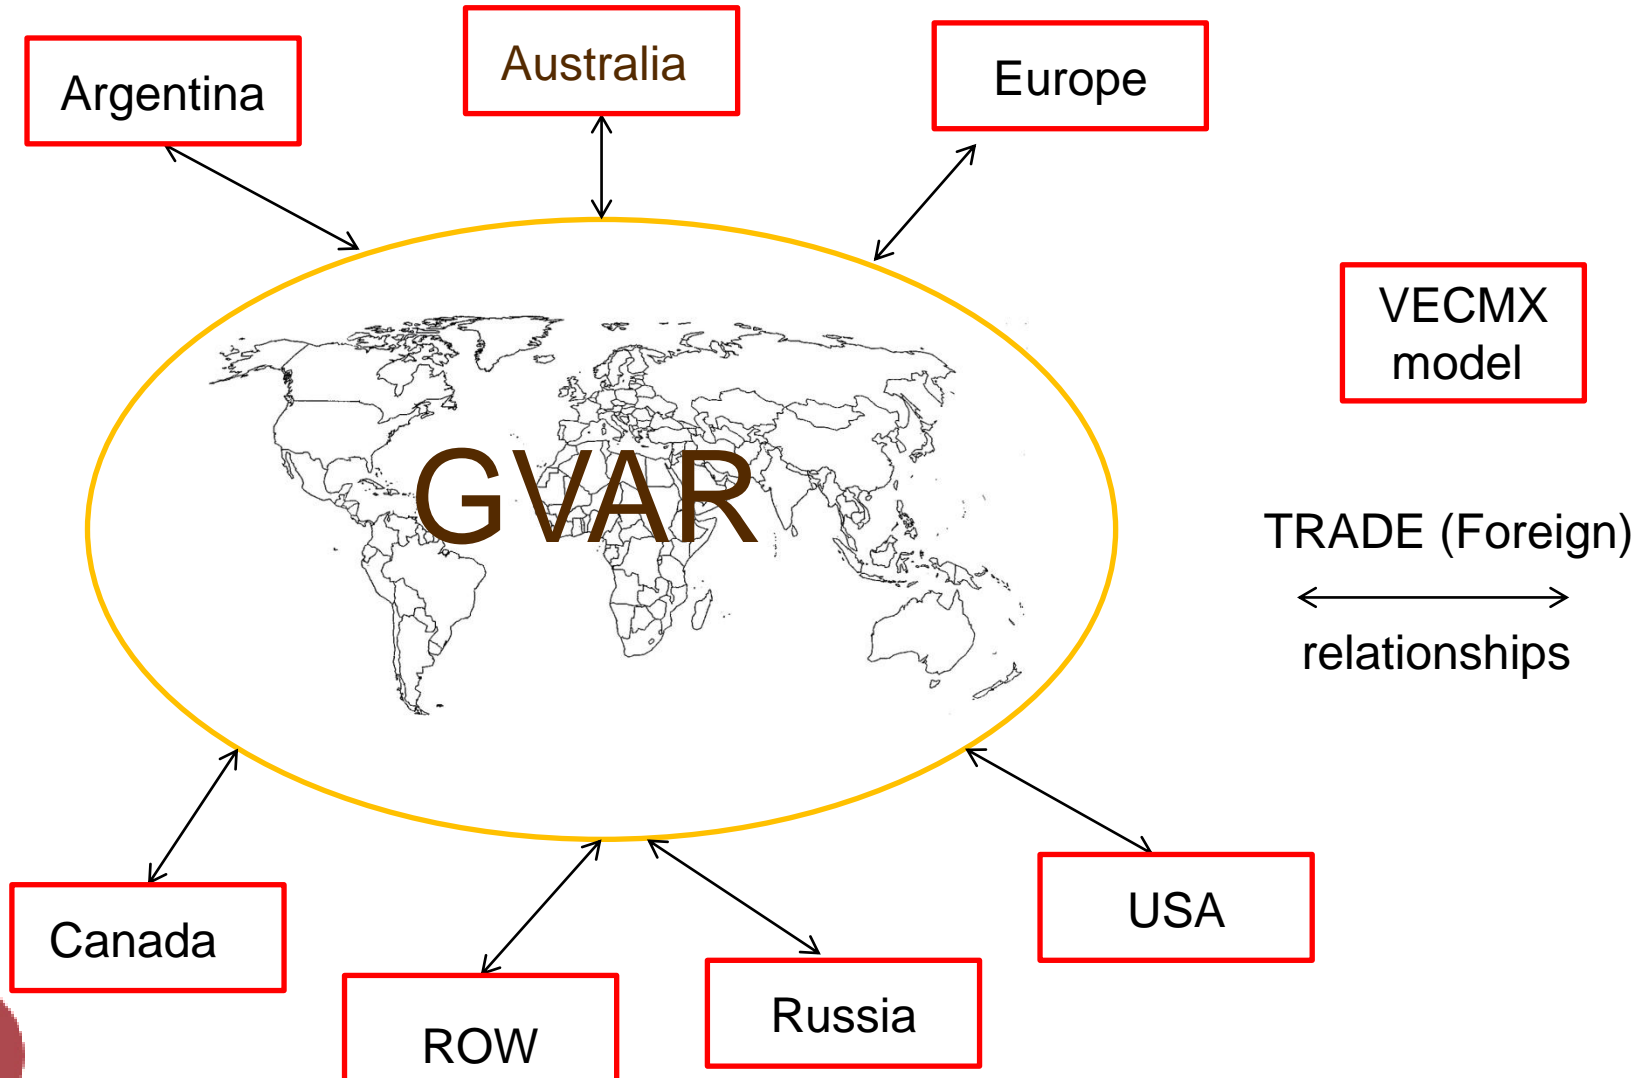 Argentina
Australia
Europe
VECMX
model
GVAR
TRADE (Foreign)
relationships
Canada
ROW
Russia
USA